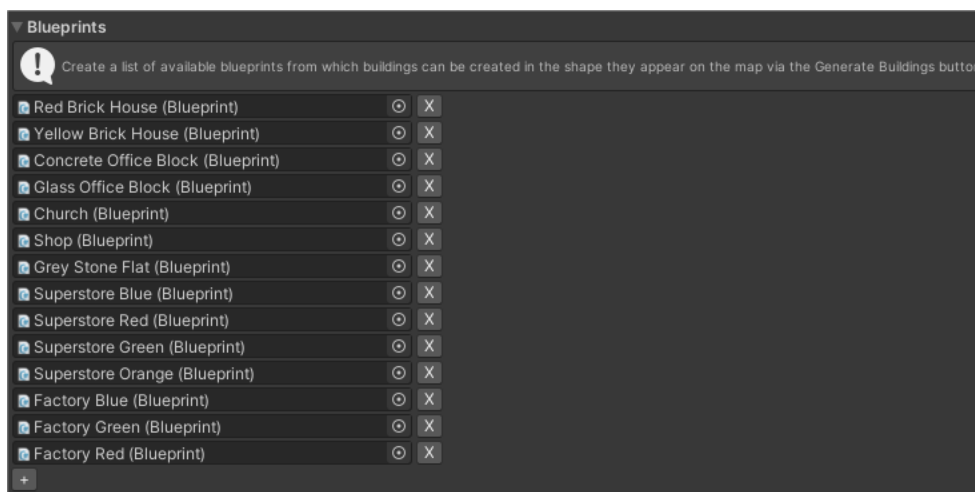 Blueprints
Create a list of available blueprints from which buildings can be created in the shape they appear on the map via the Generate Buildings
Red Brick House (Blueprint) X
Yellow Brick House (Blueprint) X
Concrete Office Block (Blueprint) X
Glass Office Block (Blueprint) X
Church (Blueprint) X
Shop (Blueprint) X
Grey Stone Flat (Blueprint) X
Superstore Blue (Blueprint) X
Superstore Red (Blueprint) X
Superstore Green (Blueprint) X
Superstore Orange (Blueprint) X
Factory Blue (Blueprint) X
Factory Green (Blueprint) X
Factory Red (Blueprint) X
+